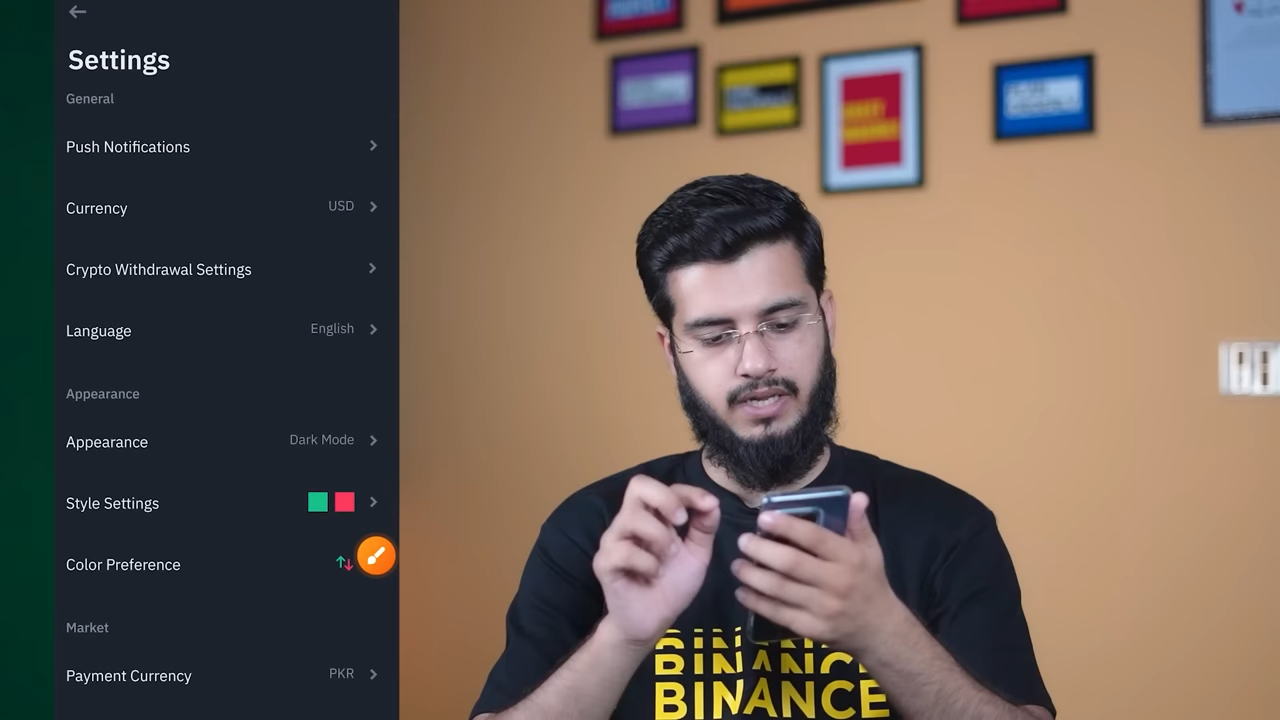 Settings
General
Push Notifications
Currency USD
Crypto Withdrawal Settings
Language English
Appearance
Appearance Dark Mode
Style Settings
Color Preference
Market
Payment Currency PKR
BINANCE
BINANCE
BINANCE